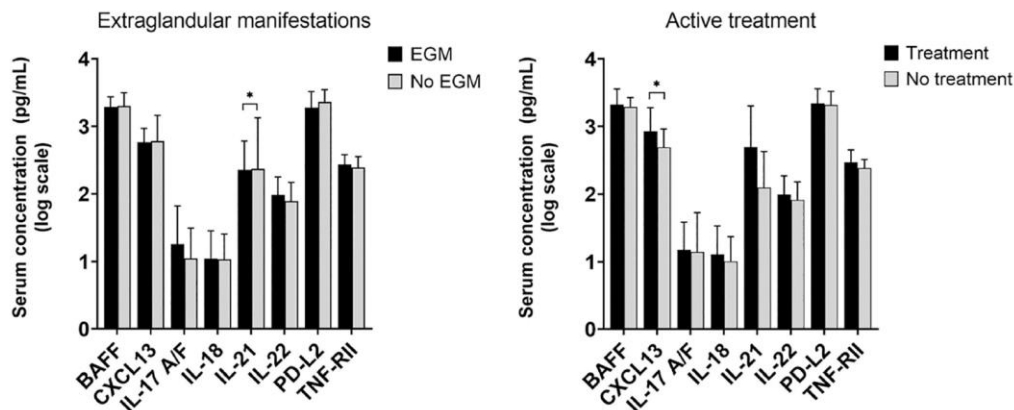 Extraglandular manifestations
EGM
No EGM
Serum concentration (pg/mL)
(log scale)
4
3
2
1
0
*
BAFF
CXCL13
IL-17 A/F
IL-18
IL-21
IL-22
PD-L2
TNF-RII
Active treatment
Treatment
No treatment
Serum concentration (pg/mL)
(log scale)
4
3
2
1
0
*
BAFF
CXCL13
IL-17 A/F
IL-18
IL-21
IL-22
PD-L2
TNF-RII